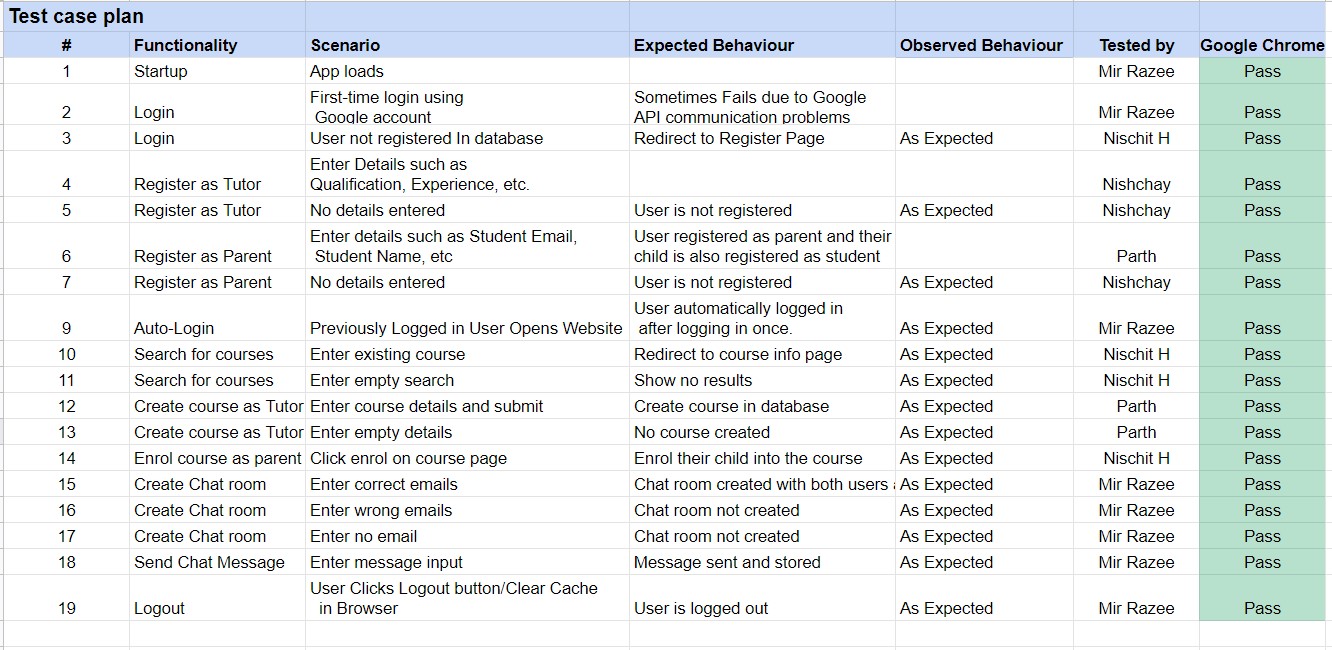 Test case plan
# Functionality Scenario Expected Behaviour Observed Behaviour Tested by Google Chrome
1 Startup App loads Mir Razee Pass
First-time login using Sometimes Fails due to Google
2 Login Google account API communication problems Mir Razee Pass
3 Login User not registered In database Redirect to Register Page As Expected Nischit H Pass
Enter Details such as
4 Register as Tutor Qualification, Experience, etc. Nishchay Pass
5 Register as Tutor No details entered User is not registered As Expected Nishchay Pass
Enter details such as Student Email, User registered as parent and their
6 Register as Parent Student Name, etc child is also registered as student Parth Pass
7 Register as Parent No details entered User is not registered As Expected Nishchay Pass
User automatically logged in
9 Auto-Login Previously Logged in User Opens Website after logging in once. As Expected Mir Razee Pass
10 Search for courses Enter existing course Redirect to course info page As Expected Nischit H Pass
11 Search for courses Enter empty search Show no results As Expected Nischit H Pass
12 Create course as Tutor Enter course details and submit Create course in database As Expected Parth Pass
13 Create course as Tutor Enter empty details No course created As Expected Parth Pass
14 Enrol course as parent Click enrol on course page Enrol their child into the course As Expected Nischit H Pass
15 Create Chat room Enter correct emails Chat room created with both users As Expected Mir Razee Pass
16 Create Chat room Enter wrong emails Chat room not created As Expected Mir Razee Pass
17 Create Chat room Enter no email Chat room not created As Expected Mir Razee Pass
18 Send Chat Message Enter message input Message sent and stored As Expected Mir Razee Pass
User Clicks Logout button/Clear Cache
19 Logout in Browser User is logged out As Expected Mir Razee Pass